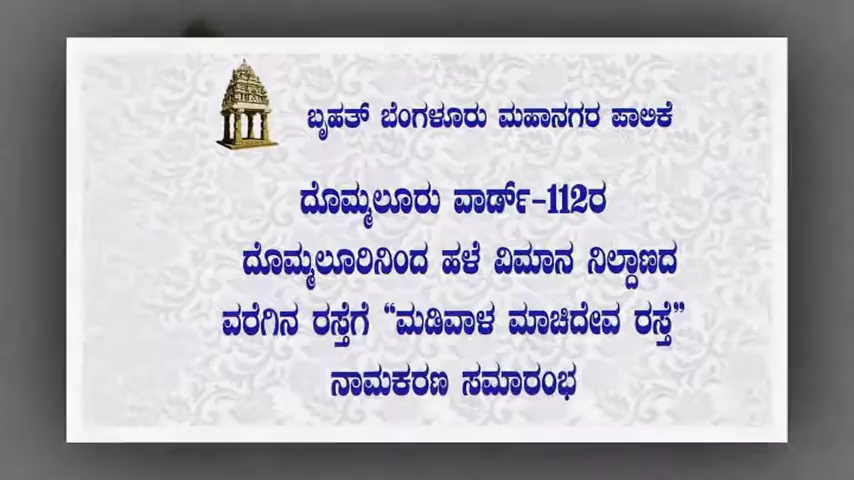 ಬೃಹತ್ ಬೆಂಗಳೂರು ಮಹಾನಗರ ಪಾಲಿಕೆ
ದೊಮ್ಮಲೂರು ವಾರ್ಡ್-112ರ
ದೊಮ್ಮಲೂರಿನಿಂದ ಹಳೆ ವಿಮಾನ ನಿಲ್ದಾಣದ
ವರೆಗಿನ ರಸ್ತೆಗೆ “ಮಡಿವಾಳ ಮಾಚಿದೇವ ರಸ್ತೆ”
ನಾಮಕರಣ ಸಮಾರಂಭ